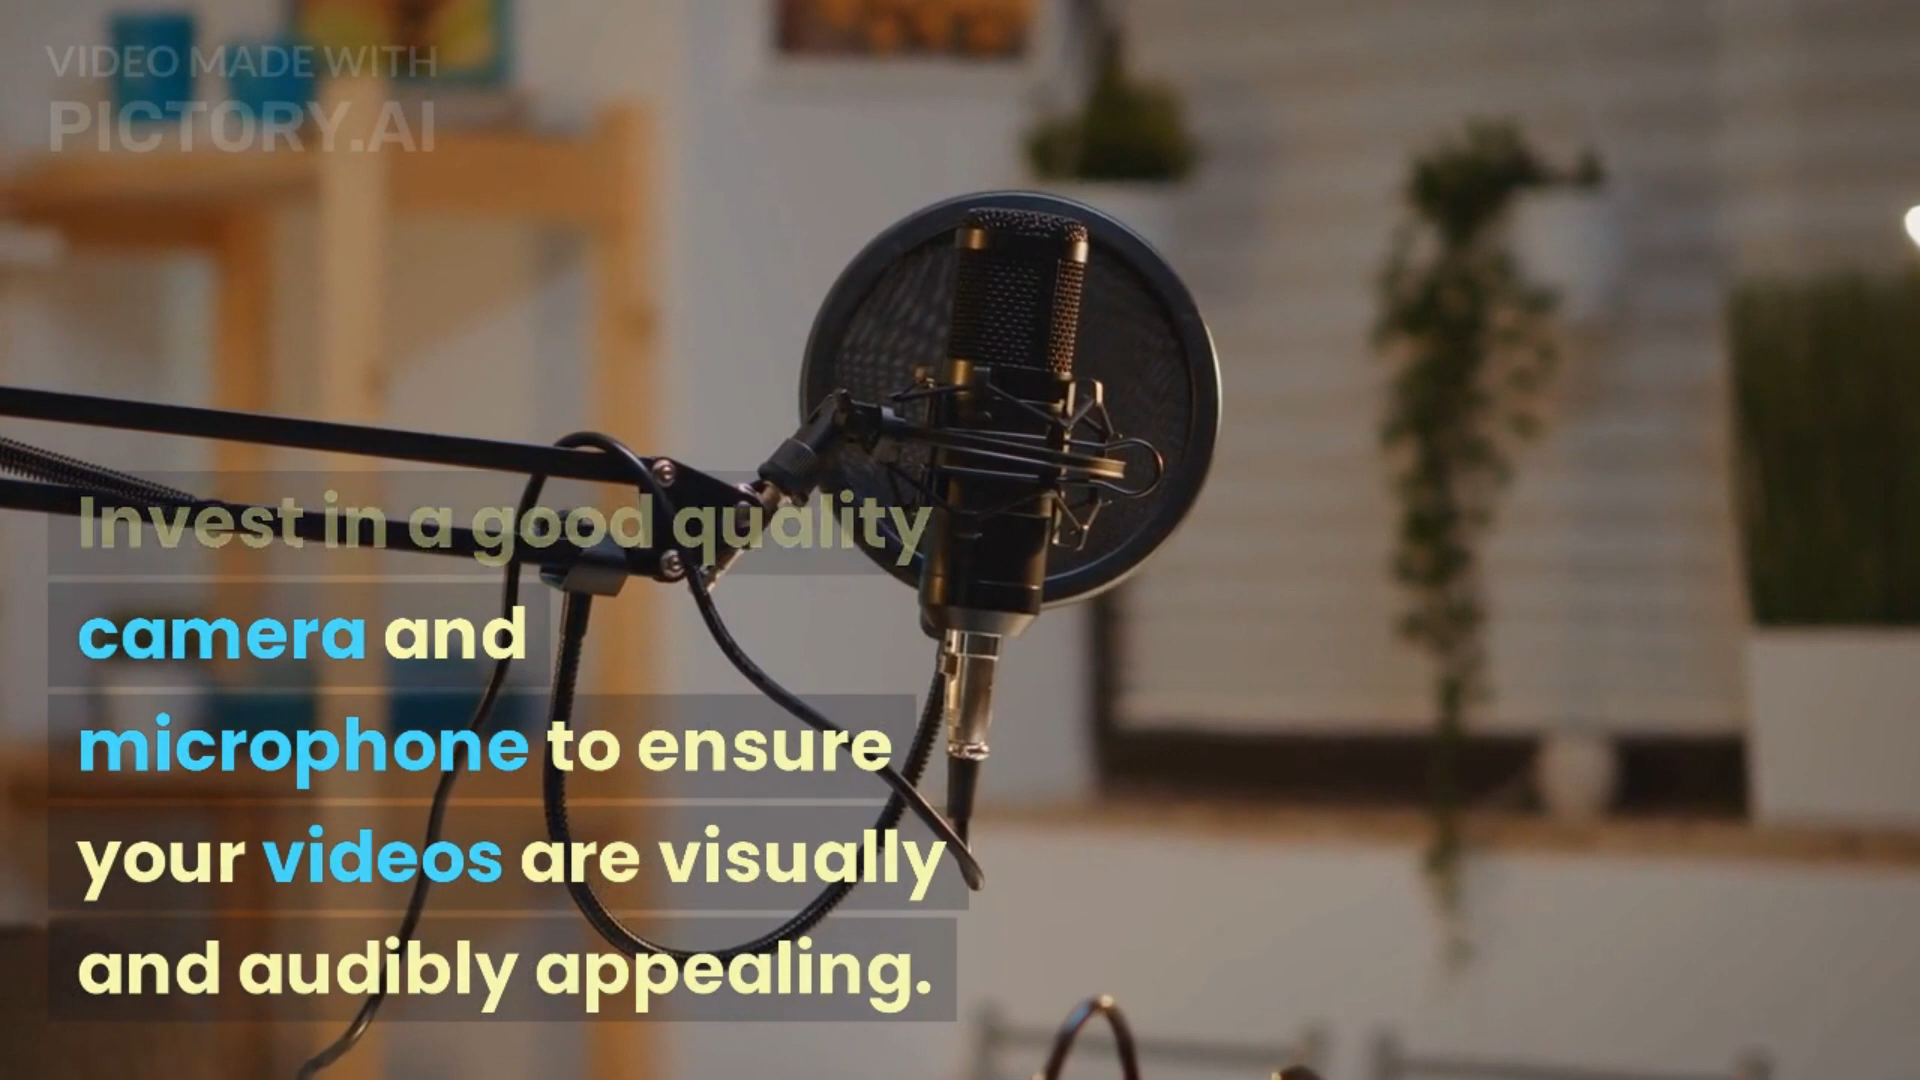 VIDEO MADE WITH
PICTORY.AI
Invest in a good quality
camera and
microphone to ensure
your videos are visually
and audibly appealing.